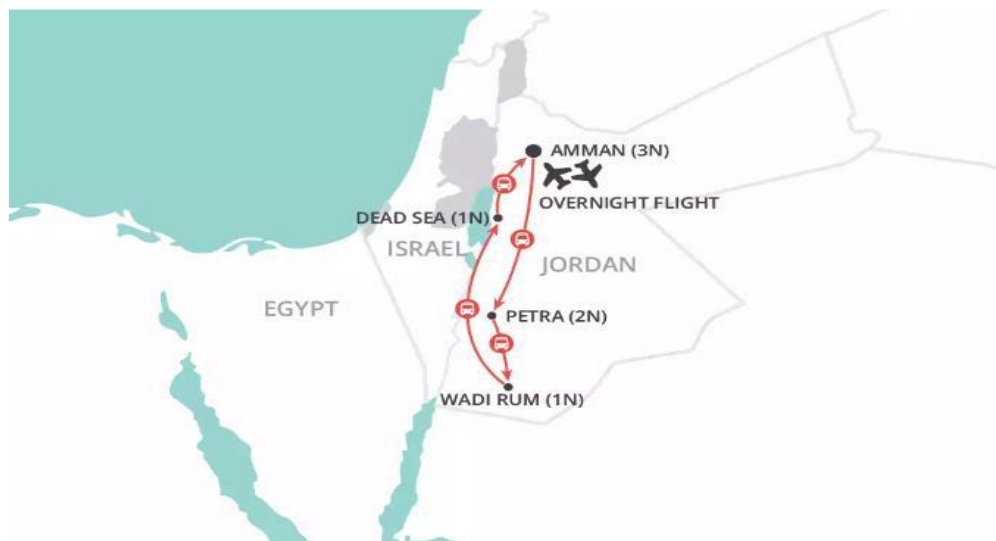 AMMAN (3N)
OVERNIGHT FLIGHT
DEAD SEA (1N)
ISRAEL
JORDAN
EGYPT
PETRA (2N)
WADI RUM (1N)